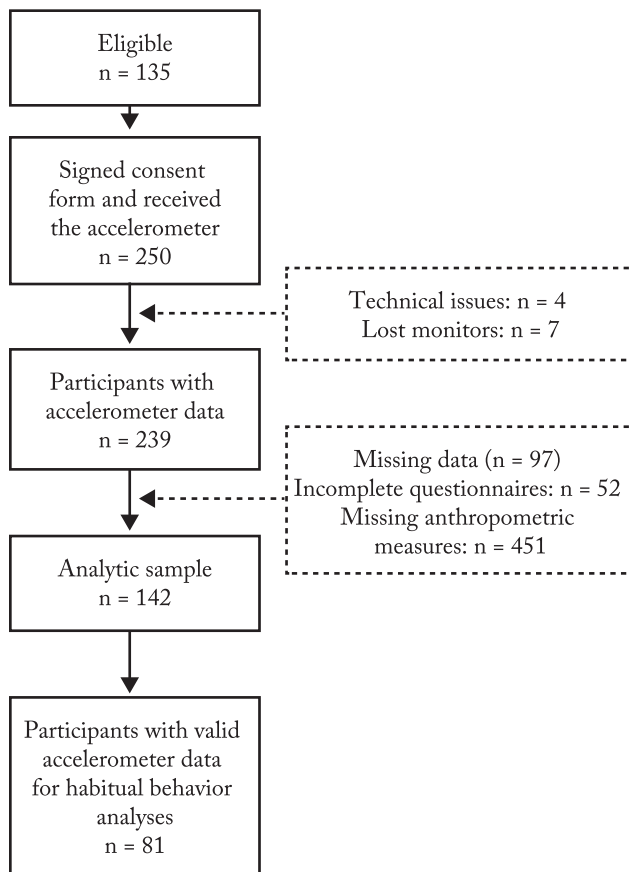 Eligible
n = 135
Signed consent
form and received
the accelerometer
n = 250
Technical issues: n = 4
Lost monitors: n = 7
Participants with
accelerometer data
n = 239
Missing data (n = 97)
Incomplete questionnaires: n = 52
Missing anthropometric
measures: n = 451
Analytic sample
n = 142
Participants with valid
accelerometer data
for habitual behavior
analyses
n = 81